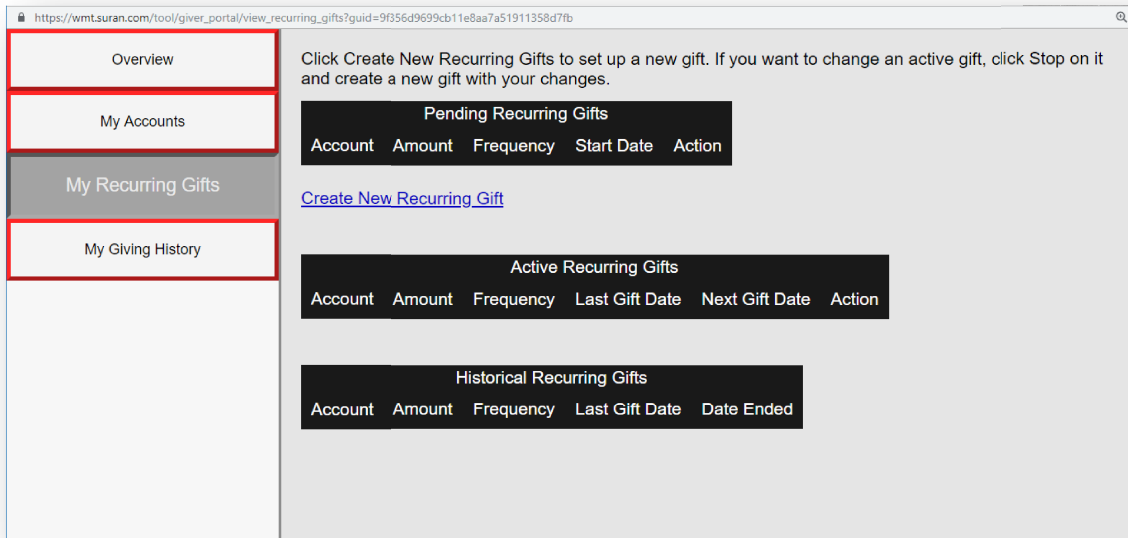 https://wmt.suran.com/tool/giver_portal/view_recurring_gifts?guid=9f356d9699cb11e8aa7a51911358d7fb
Overview
My Accounts
My Recurring Gifts
My Giving History
Click Create New Recurring Gifts to set up a new gift. If you want to change an active gift, click Stop on it
and create a new gift with your changes.
Pending Recurring Gifts
Account Amount Frequency Start Date Action
Create New Recurring Gift
Active Recurring Gifts
Account Amount Frequency Last Gift Date Next Gift Date Action
Historical Recurring Gifts
Account Amount Frequency Last Gift Date Date Ended